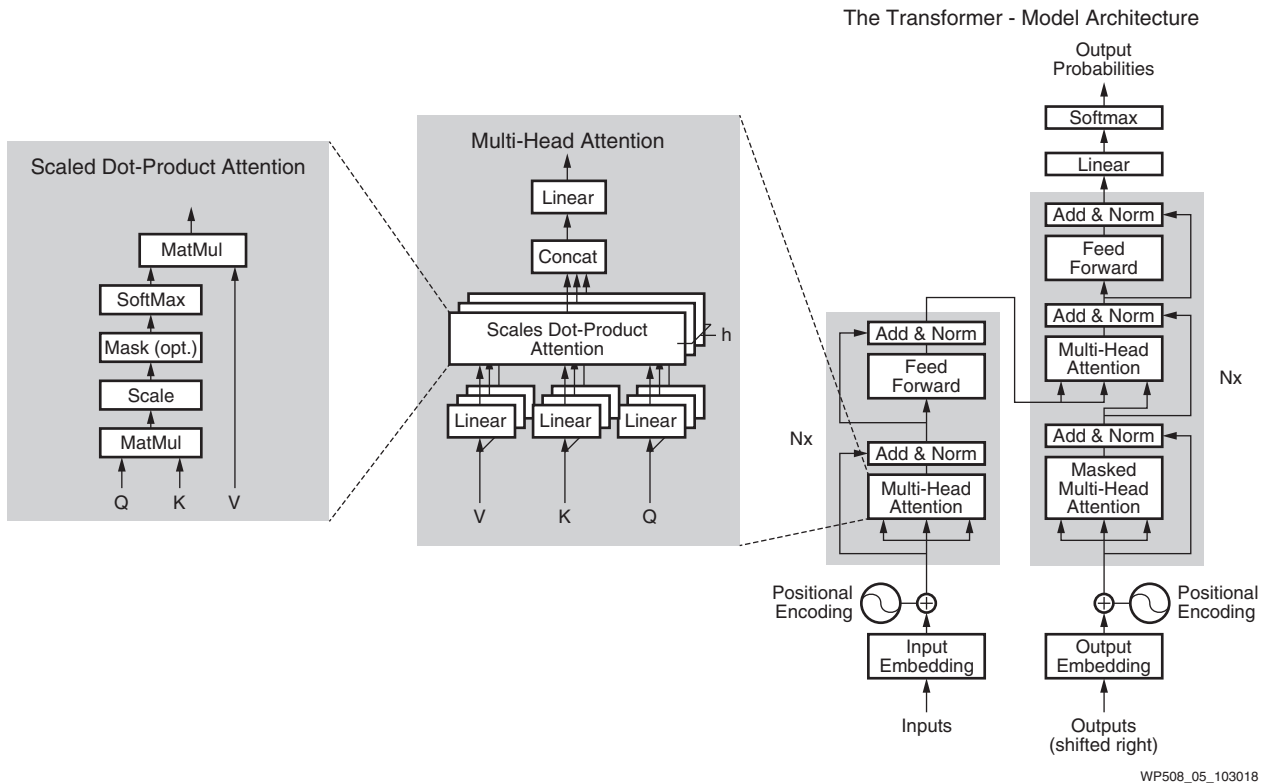 The Transformer - Model Architecture
Scaled Dot-Product Attention
MatMul
SoftMax
Mask (opt.)
Scale
MatMul
Q
K
V
Multi-Head Attention
Linear
Concat
Scales Dot-Product
Attention
h
Linear
Linear
Linear
V
K
Q
Nx
Add & Norm
Feed
Forward
Add & Norm
Multi-Head
Attention
Positional
Encoding
Input
Embedding
Inputs
Output
Probabilities
Softmax
Linear
Add & Norm
Feed
Forward
Add & Norm
Multi-Head
Attention
Nx
Add & Norm
Masked
Multi-Head
Attention
Positional
Encoding
Output
Embedding
Outputs
(shifted right)
WP508_05_103018